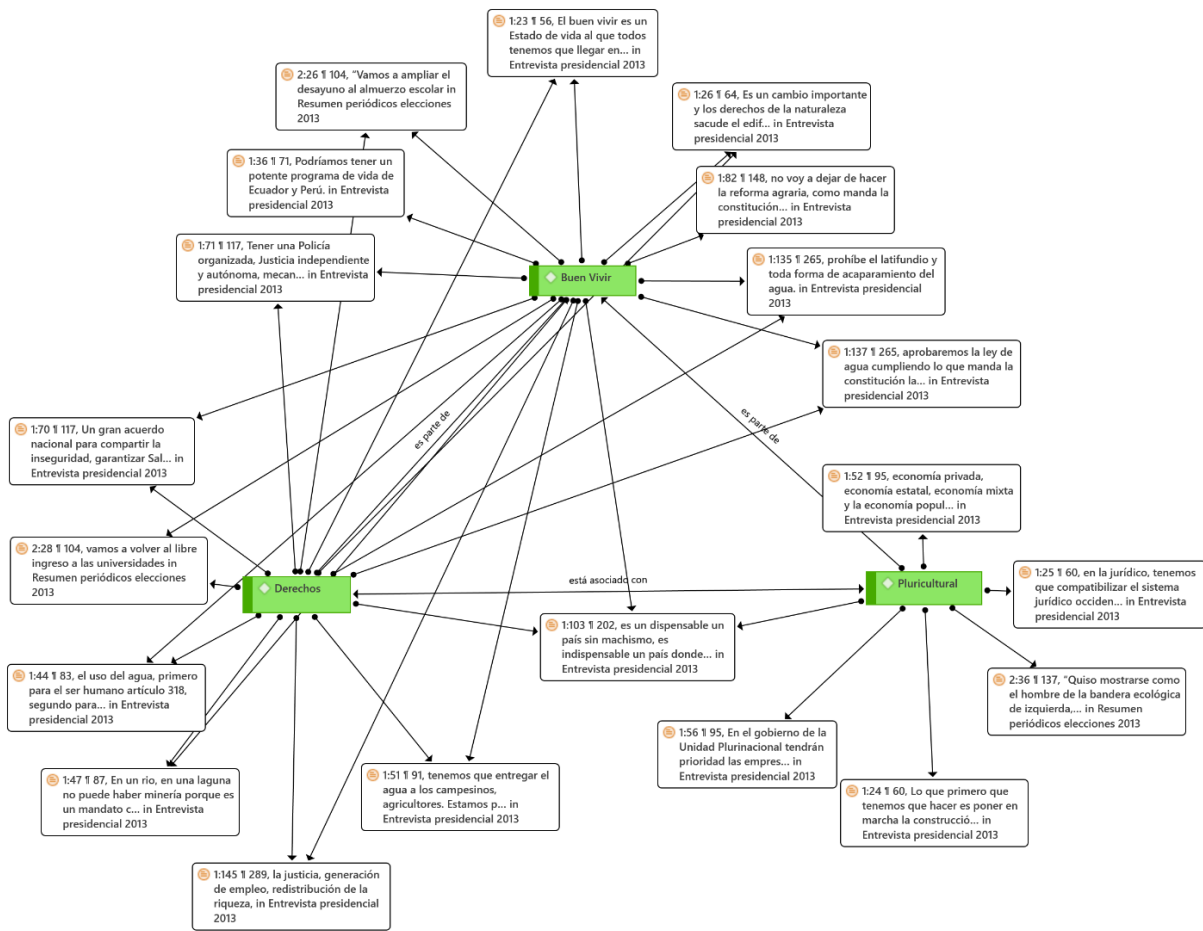 1:23 ¶ 56, El buen vivir es un
Estado de vida al que todos
tenemos que llegar en... in
Entrevista presidencial 2013
2:26 ¶ 104, “Vamos a ampliar el
desayuno al almuerzo escolar in
Resumen periódicos elecciones
2013
1:26 ¶ 64, Es un cambio importante
y los derechos de la naturaleza
sacude el edif... in Entrevista
presidencial 2013
1:36 ¶ 71, Podríamos tener un
potente programa de vida de
Ecuador y Perú. in Entrevista
presidencial 2013
1:82 ¶ 148, no voy a dejar de hacer
la reforma agraria, como manda la
constitución... in Entrevista
presidencial 2013
1:71 ¶ 117, Tener una Policía
organizada, Justicia independiente
y autónoma, mecan... in Entrevista
presidencial 2013
Buen Vivir
1:135 ¶ 265, prohíbe el latifundio y
toda forma de acaparamiento del
agua. in Entrevista presidencial
2013
1:137 ¶ 265, aprobaremos la ley de
agua cumpliendo lo que manda la
constitución la... in Entrevista
presidencial 2013
es parte de
es parte de
1:70 ¶ 117, Un gran acuerdo
nacional para compartir la
inseguridad, garantizar Sal... in
Entrevista presidencial 2013
1:52 ¶ 95, economía privada,
economía estatal, economía mixta
y la economía popul... in
Entrevista presidencial 2013
2:28 ¶ 104, vamos a volver al libre
ingreso a las universidades in
Resumen periódicos elecciones
2013
Derechos
está asociado con
Pluricultural
1:25 ¶ 60, en la jurídico, tenemos
que compatibilizar el sistema
jurídico occiden... in Entrevista
presidencial 2013
1:103 ¶ 202, es un dispensable un
país sin machismo, es
indispensable un país donde...
in Entrevista presidencial 2013
1:44 ¶ 83, el uso del agua, primero
para el ser humano artículo 318,
segundo para... in Entrevista
presidencial 2013
2:36 ¶ 137, “Quiso mostrarse como
el hombre de la bandera ecológica
de izquierda,... in Resumen
periódicos elecciones 2013
1:56 ¶ 95, En el gobierno de la
Unidad Plurinacional tendrán
prioridad las empres... in
Entrevista presidencial 2013
1:47 ¶ 87, En un rio, en una laguna
no puede haber minería porque es
un mandato c... in Entrevista
presidencial 2013
1:51 ¶ 91, tenemos que entregar el
agua a los campesinos,
agricultores. Estamos p... in
Entrevista presidencial 2013
1:24 ¶ 60, Lo que primero que
tenemos que hacer es poner en
marcha la construcció... in
Entrevista presidencial 2013
1:145 ¶ 289, la justicia, generación
de empleo, redistribución de la
riqueza, in Entrevista presidencial
2013